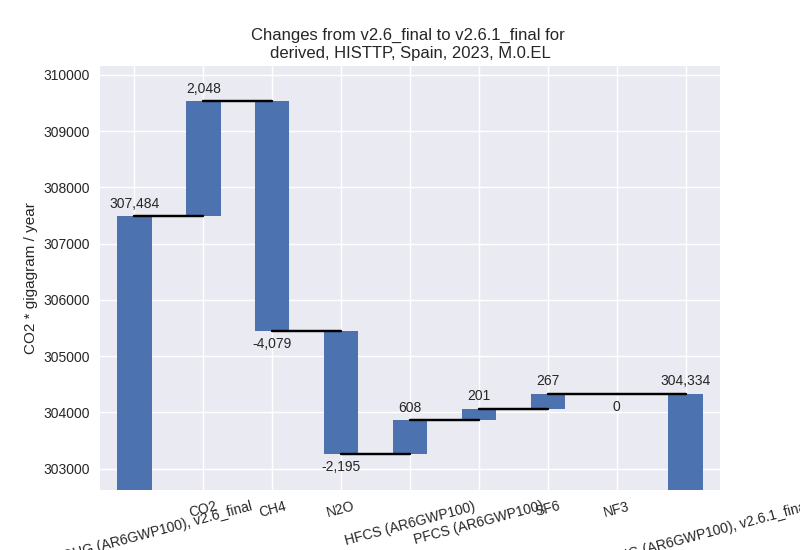 Changes from v2.6_final to v2.6.1_final for
derived, HISTTP, Spain, 2023, M.0.EL
CO2 * gigagram / year
310000
309000
308000
307000
306000
305000
304000
303000
307,484
2,048
-4,079
-2,195
608
201
267
0
304,334
(AR6GWP100), v2.6_final
CO2
CH4
N2O
HFCS (AR6GWP100)
PFCS (AR6GWP100)
SF6
NF3
(AR6GWP100), v2.6.1_fina